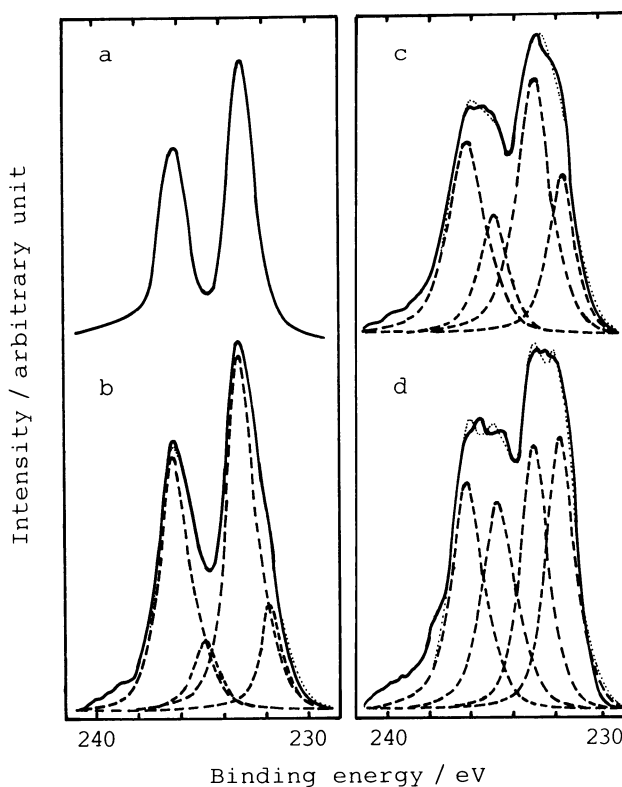 a
c
b
d
Intensity / arbitrary unit
240
230
240
230
Binding energy / eV